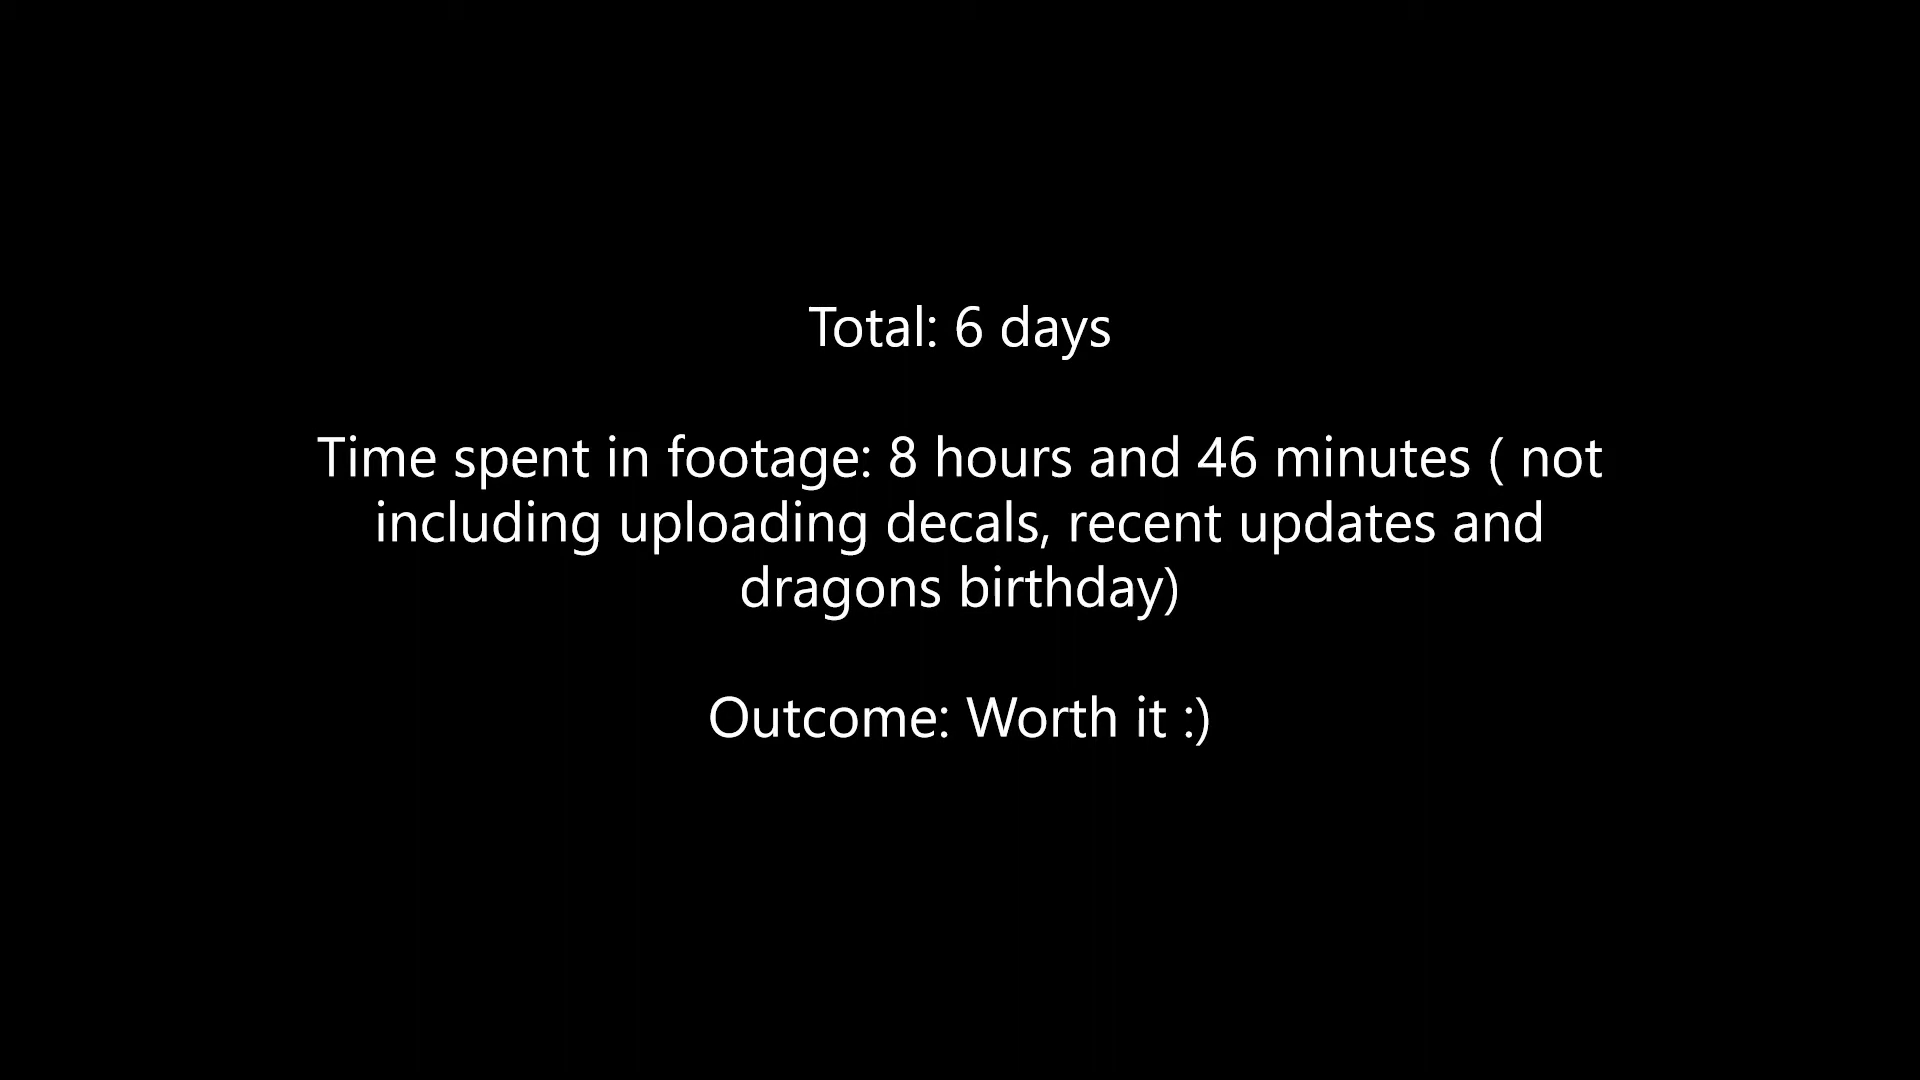 Total: 6 days
Time spent in footage: 8 hours and 46 minutes ( not
including uploading decals, recent updates and
dragons birthday)
Outcome: Worth it :)